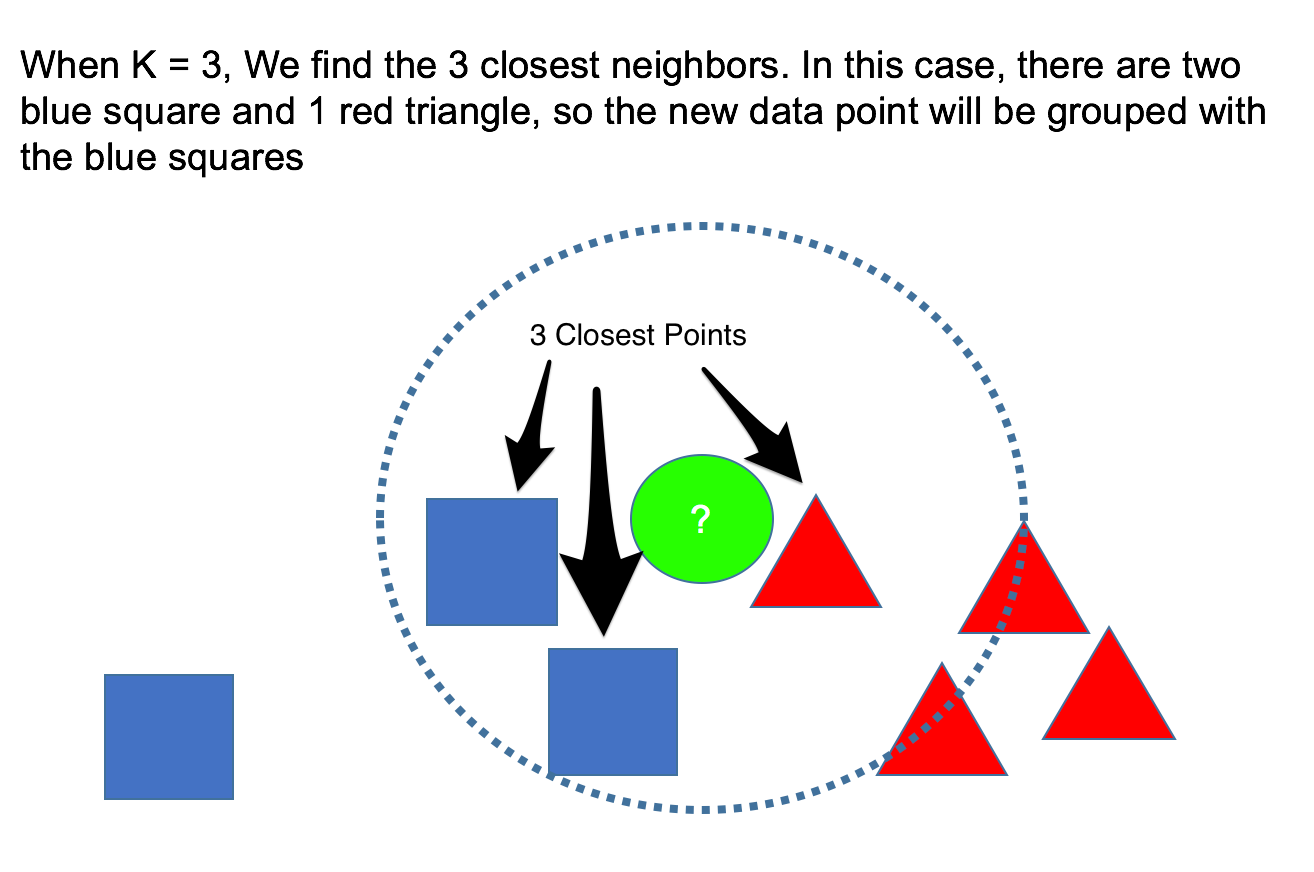 When K = 3, We find the 3 closest neighbors. In this case, there are two
blue square and 1 red triangle, so the new data point will be grouped with
the blue squares
3 Closest Points
?